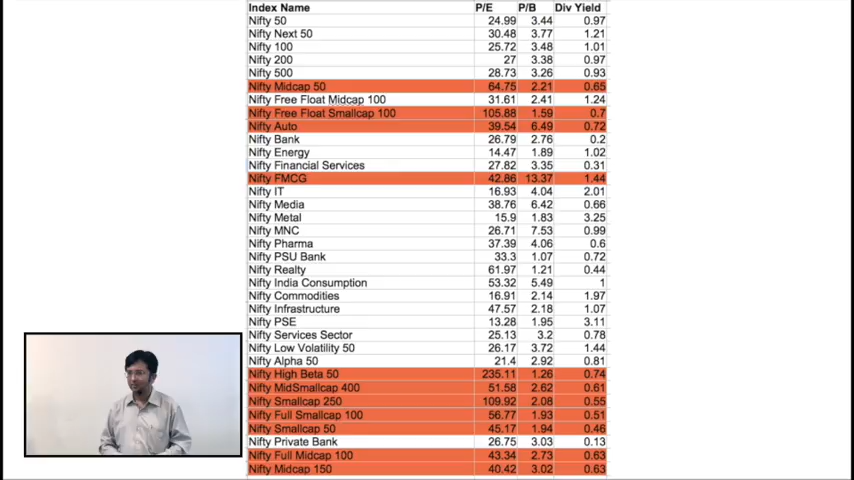 Index Name P/E P/B Div Yield
Nifty 50 24.99 3.44 0.97
Nifty Next 50 30.48 3.77 1.21
Nifty 100 25.72 3.48 1.01
Nifty 200 27 3.38 0.97
Nifty 500 28.73 3.26 0.93
Nifty Midcap 50 64.75 2.21 0.65
Nifty Free Float Midcap 100 31.61 2.41 1.24
Nifty Free Float Smallcap 100 105.88 1.59 0.7
Nifty Auto 39.54 6.49 0.72
Nifty Bank 26.79 2.76 0.2
Nifty Energy 14.47 1.89 1.02
Nifty Financial Services 27.82 3.35 0.31
Nifty FMCG 42.86 13.37 1.44
Nifty IT 16.93 4.04 2.01
Nifty Media 38.76 6.42 0.66
Nifty Metal 15.9 1.83 3.25
Nifty MNC 26.71 7.53 0.99
Nifty Pharma 37.39 4.06 0.6
Nifty PSU Bank 33.3 1.07 0.72
Nifty Realty 61.97 1.21 0.44
Nifty India Consumption 53.32 5.49 1
Nifty Commodities 16.91 2.14 1.97
Nifty Infrastructure 47.57 2.18 1.07
Nifty PSE 13.28 1.95 3.11
Nifty Services Sector 25.13 3.2 0.78
Nifty Low Volatility 50 26.17 3.72 1.44
Nifty Alpha 50 21.4 2.92 0.81
Nifty High Beta 50 235.11 1.26 0.74
Nifty MidSmallcap 400 51.58 2.62 0.61
Nifty Smallcap 250 109.92 2.08 0.55
Nifty Full Smallcap 100 56.77 1.93 0.51
Nifty Smallcap 50 45.17 1.94 0.46
Nifty Private Bank 26.75 3.03 0.13
Nifty Full Midcap 100 43.34 2.73 0.63
Nifty Midcap 150 40.42 3.02 0.63